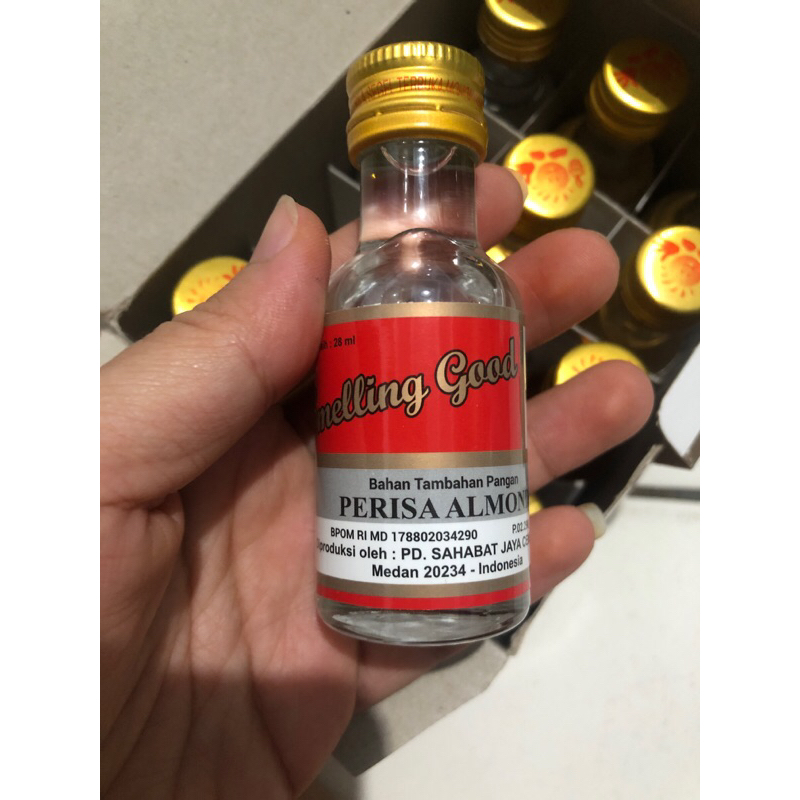 TERBUKA
: 28 ml
melling Good
Bahan Tambahan Pangan
PERISA ALMON
BPOM RI MD 178802034290
roduksi oleh : PD. SAHABAT JAYA
Medan 20234 - Indonesia